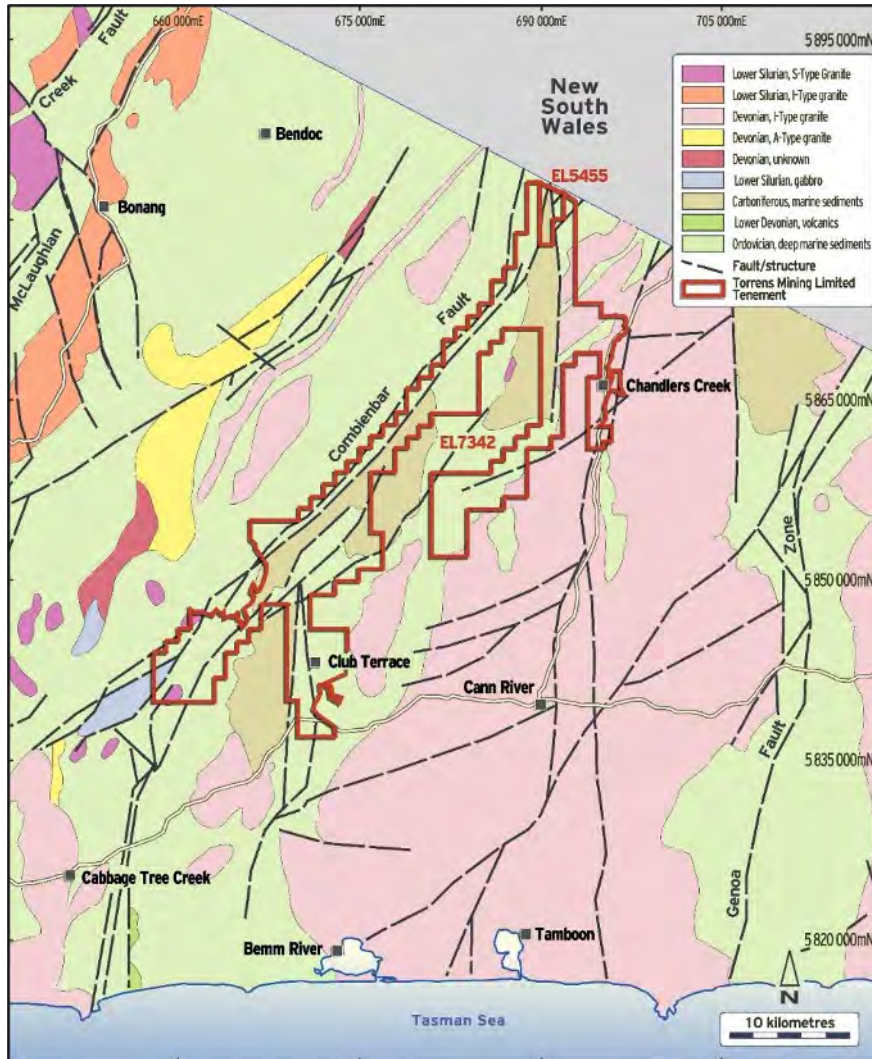 660 000mE
675 000mE
690 000mE
705 000mE
5 895 000mN
5 865 000mN
5 850 000mN
5 835 000mN
5 820 000mN
Creek Fault
New
South
Wales
Bendoc
EL5455
Bonang
McLaughlan
Combienbar Fault
Chandlers Creek
EL7342
Club Terrace
Cann River
Genoa Fault Zone
Cabbage Tree Creek
Bemm River
Tamboon
Tasman Sea
Lower Silurian, S-Type Granite
Lower Silurian, I-Type granite
Devonian, I-Type granite
Devonian, A-Type granite
Devonian, unknown
Lower Silurian, gabbro
Carboniferous, marine sediments
Lower Devonian, volcanics
Ordovician, deep marine sediments
Fault/structure
Torrens Mining Limited
Tenement
N
10 kilometres